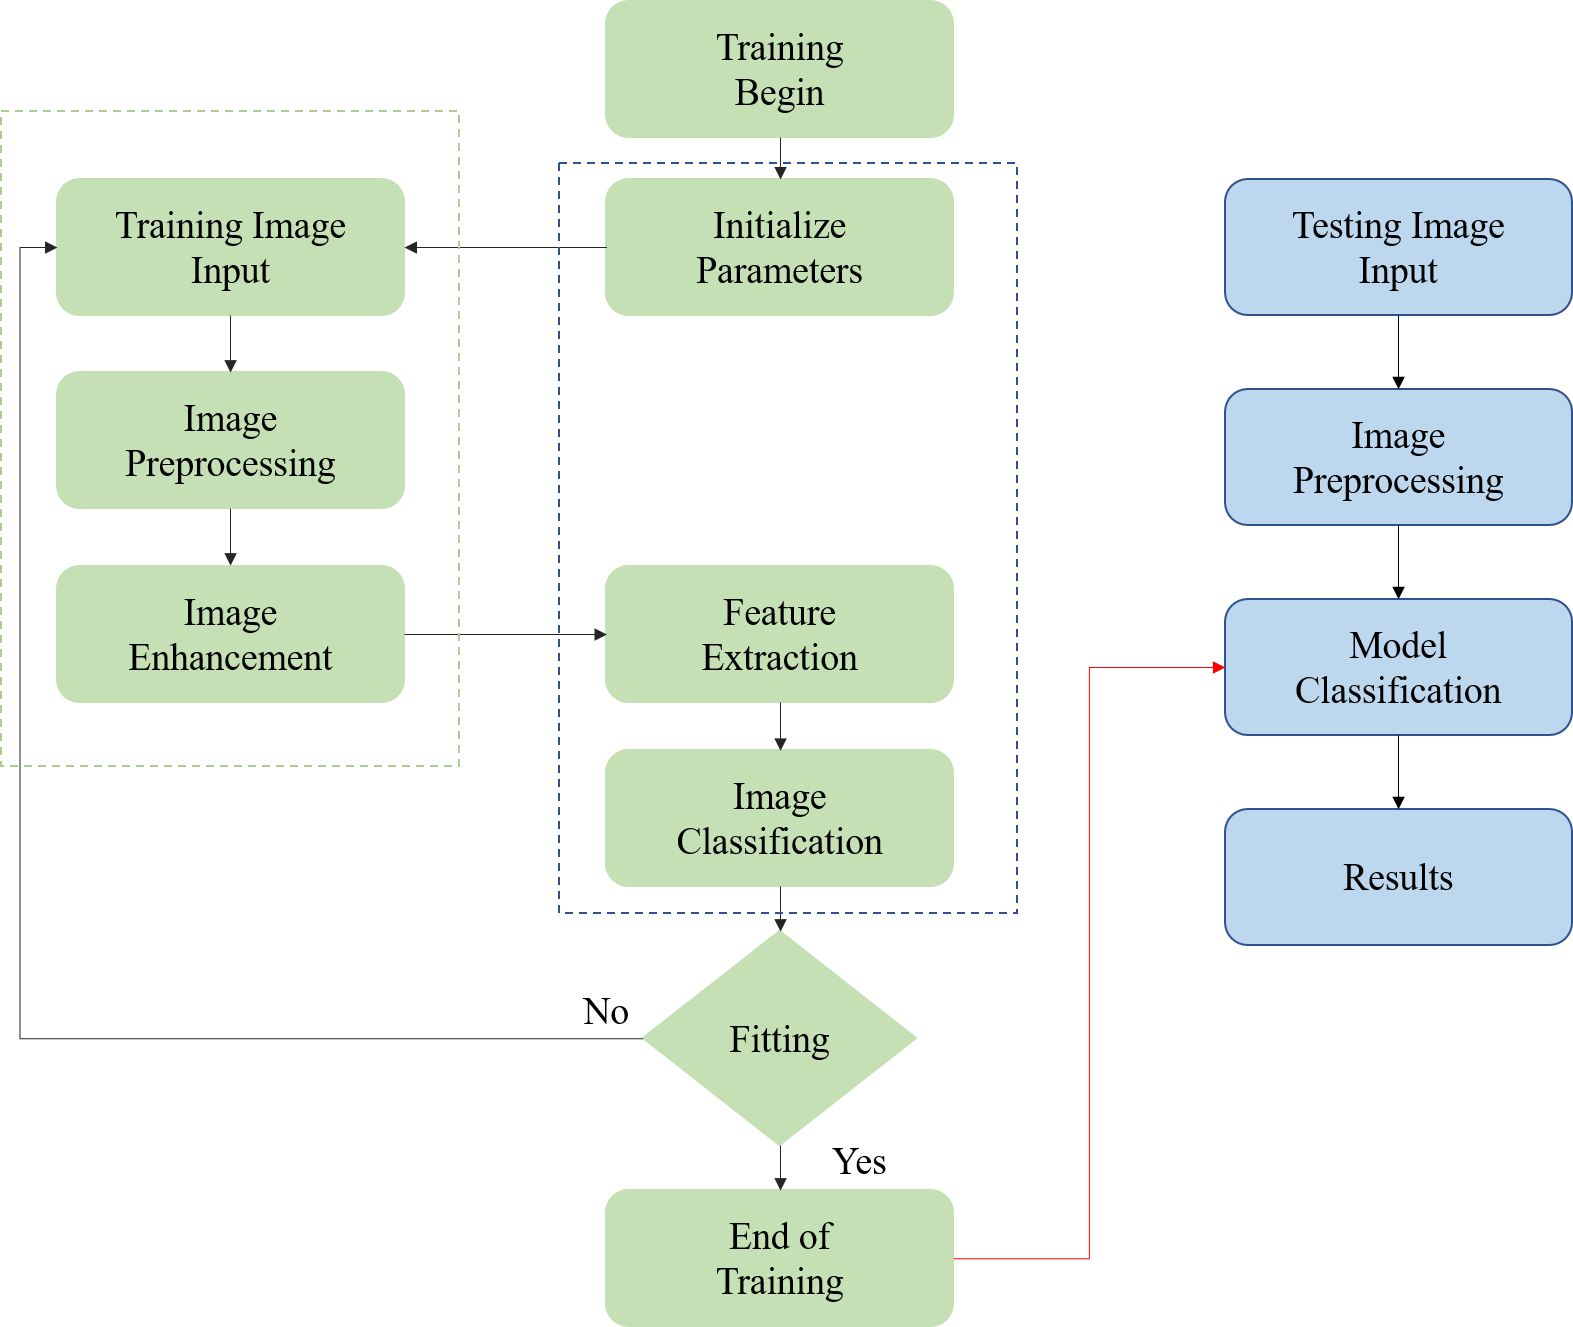 Training
Begin
Initialize
Parameters
Training Image
Input
Image
Preprocessing
Image
Enhancement
Feature
Extraction
Image
Classification
Fitting
No
Yes
End of
Training
Testing Image
Input
Image
Preprocessing
Model
Classification
Results